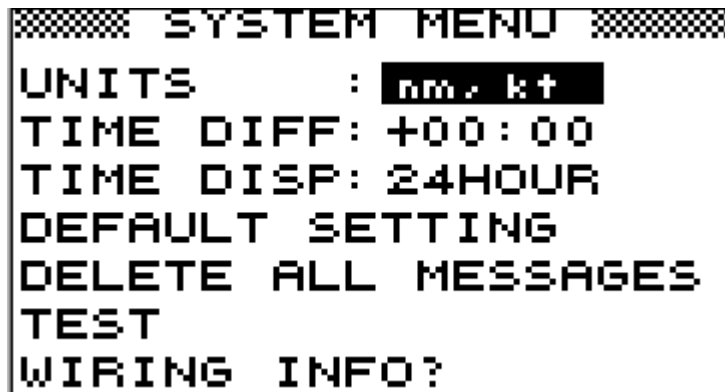 SYSTEM MENU
UNITS : nm, kt
TIME DIFF: +00:00
TIME DISP: 24HOUR
DEFAULT SETTING
DELETE ALL MESSAGES
TEST
WIRING INFO?